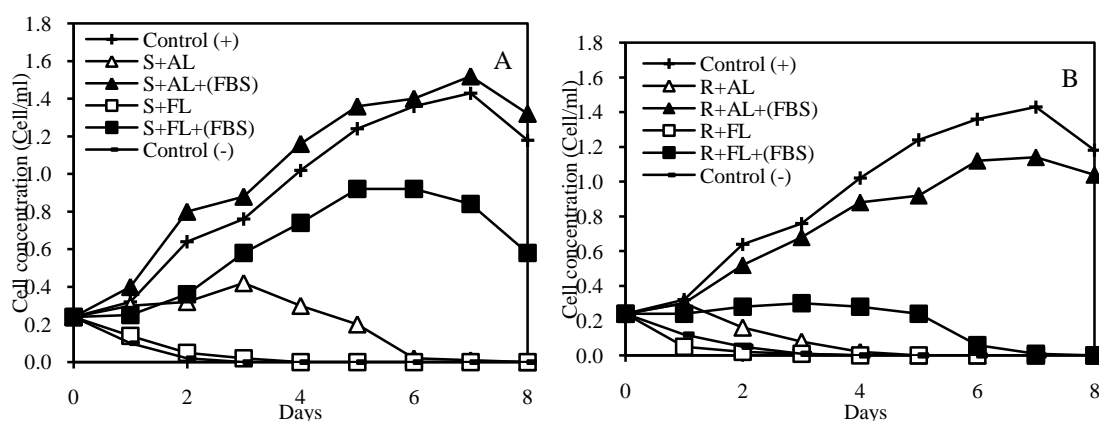 1.8
1.6
1.4
1.2
1.0
0.8
0.6
0.4
0.2
0.0
Cell concentration (Cell/ml)
Control (+)
S+AL
S+AL+(FBS)
S+FL
S+FL+(FBS)
Control (-)
A
0 2 4 6 8
Days
1.8
1.6
1.4
1.2
1.0
0.8
0.6
0.4
0.2
0.0
Cell concentration (Cell/ml)
Control (+)
R+AL
R+AL+(FBS)
R+FL
R+FL+(FBS)
Control (-)
B
0 2 4 6 8
Days